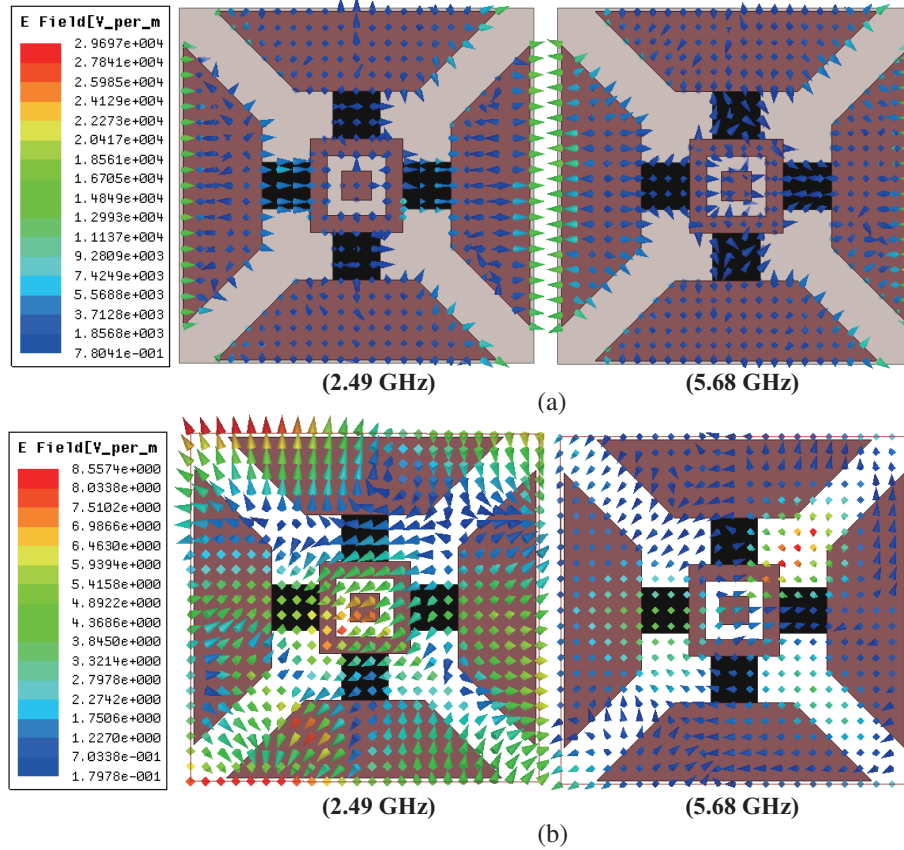 E Field[V_per_m
2.9697e+004
2.7841e+004
2.5985e+004
2.4129e+004
2.2273e+004
2.0417e+004
1.8561e+004
1.6705e+004
1.4849e+004
1.2993e+004
1.1137e+004
9.2809e+003
7.4249e+003
5.5688e+003
3.7128e+003
1.8568e+003
7.8041e-001
(2.49 GHz)
(5.68 GHz)
(a)
E Field[V_per_m
8.5574e+000
8.0338e+000
7.5102e+000
6.9866e+000
6.4630e+000
5.9394e+000
5.4158e+000
4.8922e+000
4.3686e+000
3.8450e+000
3.3214e+000
2.7978e+000
2.2742e+000
1.7506e+000
1.2270e+000
7.0338e-001
1.7978e-001
(2.49 GHz)
(5.68 GHz)
(b)